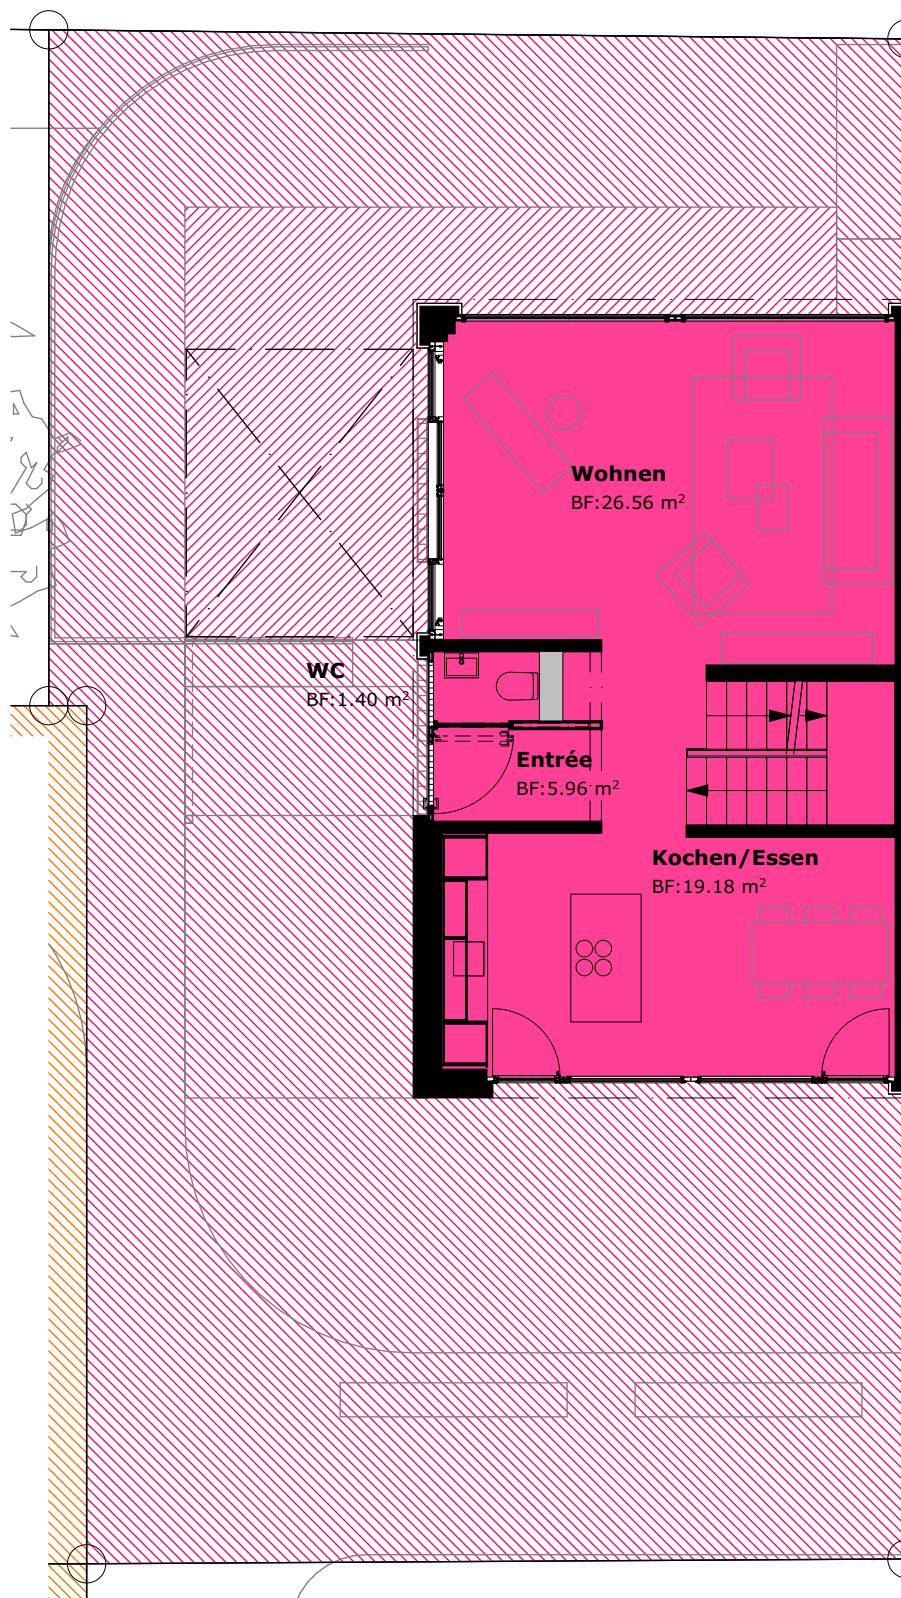 Wohnen
BF:26.56 m²
WC
BF:1.40 m²
Entrée
BF:5.96 m²
Kochen/Essen
BF:19.18 m²